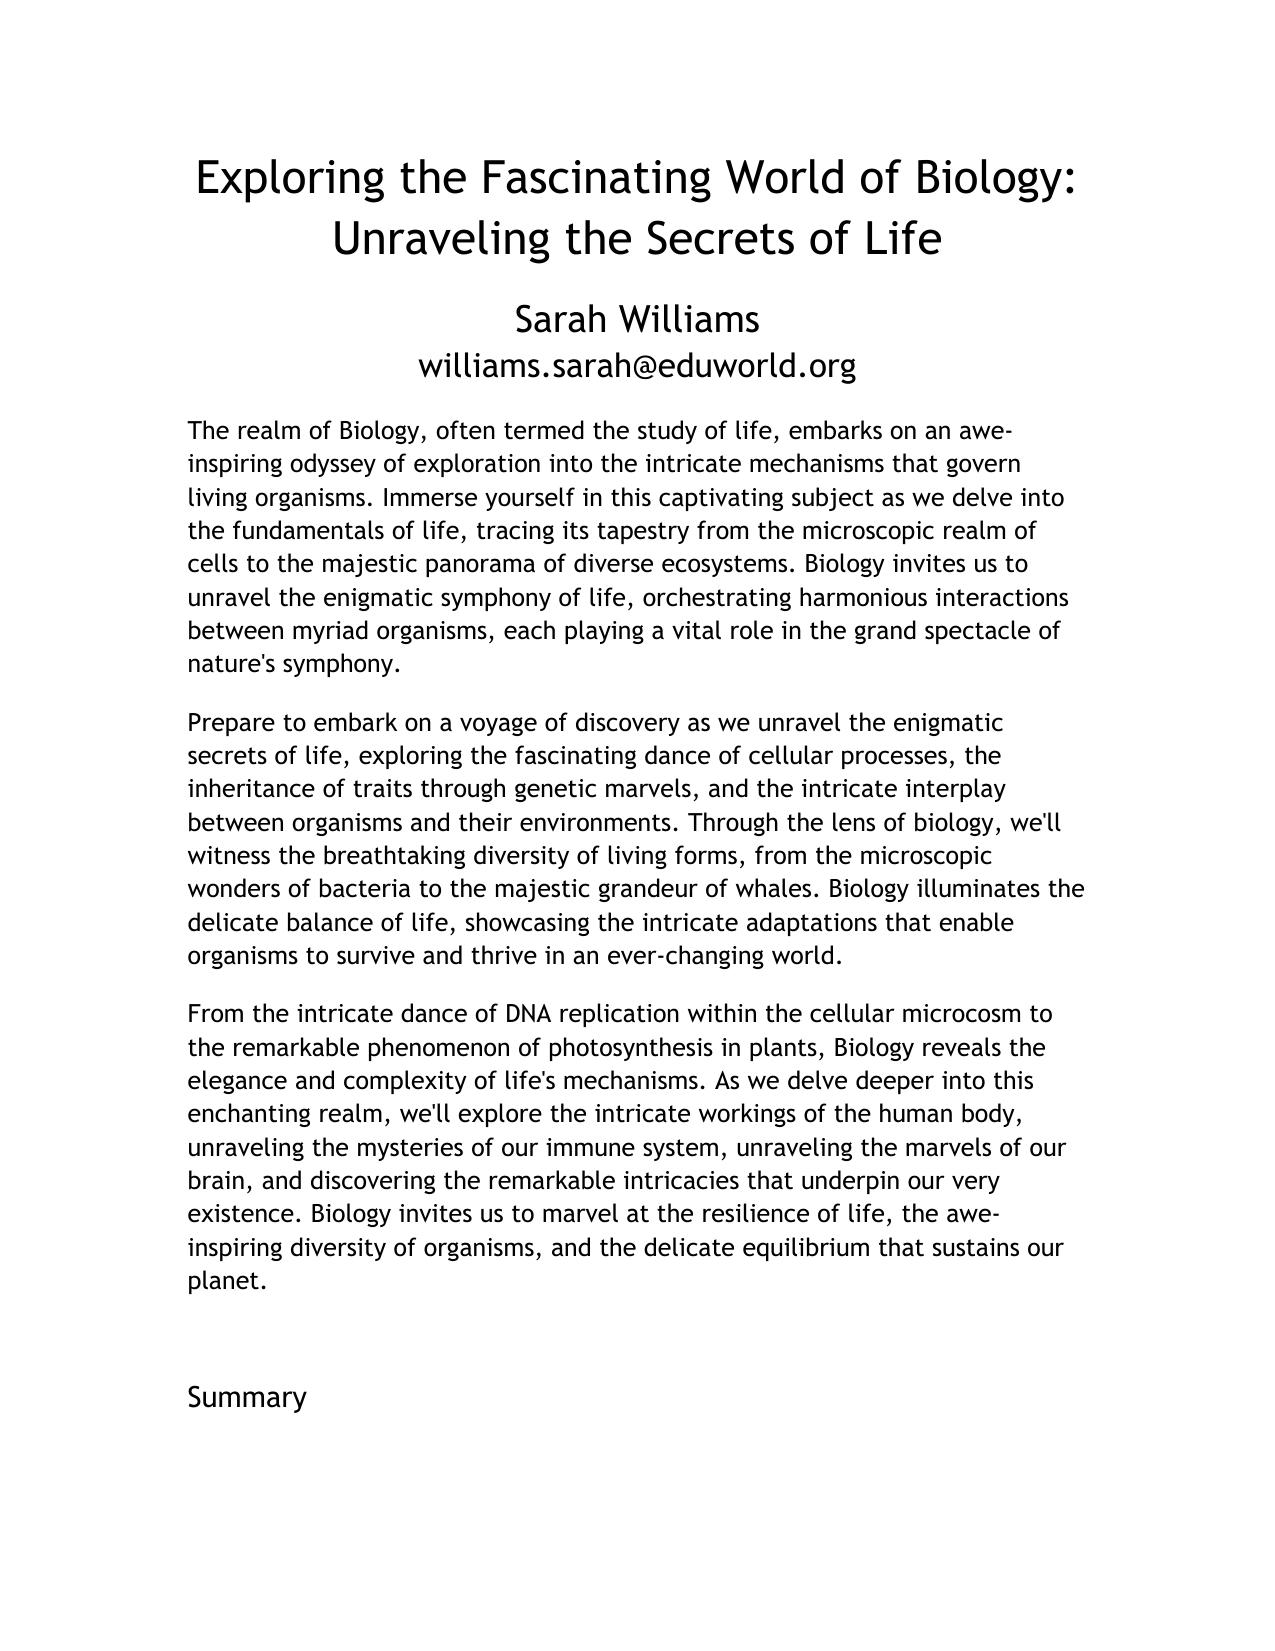 Exploring the Fascinating World of Biology:
Unraveling the Secrets of Life
Sarah Williams
williams.sarah@eduworld.org
The realm of Biology, often termed the study of life, embarks on an awe-
inspiring odyssey of exploration into the intricate mechanisms that govern
living organisms. Immerse yourself in this captivating subject as we delve into
the fundamentals of life, tracing its tapestry from the microscopic realm of
cells to the majestic panorama of diverse ecosystems. Biology invites us to
unravel the enigmatic symphony of life, orchestrating harmonious interactions
between myriad organisms, each playing a vital role in the grand spectacle of
nature's symphony.
Prepare to embark on a voyage of discovery as we unravel the enigmatic
secrets of life, exploring the fascinating dance of cellular processes, the
inheritance of traits through genetic marvels, and the intricate interplay
between organisms and their environments. Through the lens of biology, we'll
witness the breathtaking diversity of living forms, from the microscopic
wonders of bacteria to the majestic grandeur of whales. Biology illuminates the
delicate balance of life, showcasing the intricate adaptations that enable
organisms to survive and thrive in an ever-changing world.
From the intricate dance of DNA replication within the cellular microcosm to
the remarkable phenomenon of photosynthesis in plants, Biology reveals the
elegance and complexity of life's mechanisms. As we delve deeper into this
enchanting realm, we'll explore the intricate workings of the human body,
unraveling the mysteries of our immune system, unraveling the marvels of our
brain, and discovering the remarkable intricacies that underpin our very
existence. Biology invites us to marvel at the resilience of life, the awe-
inspiring diversity of organisms, and the delicate equilibrium that sustains our
planet.
Summary